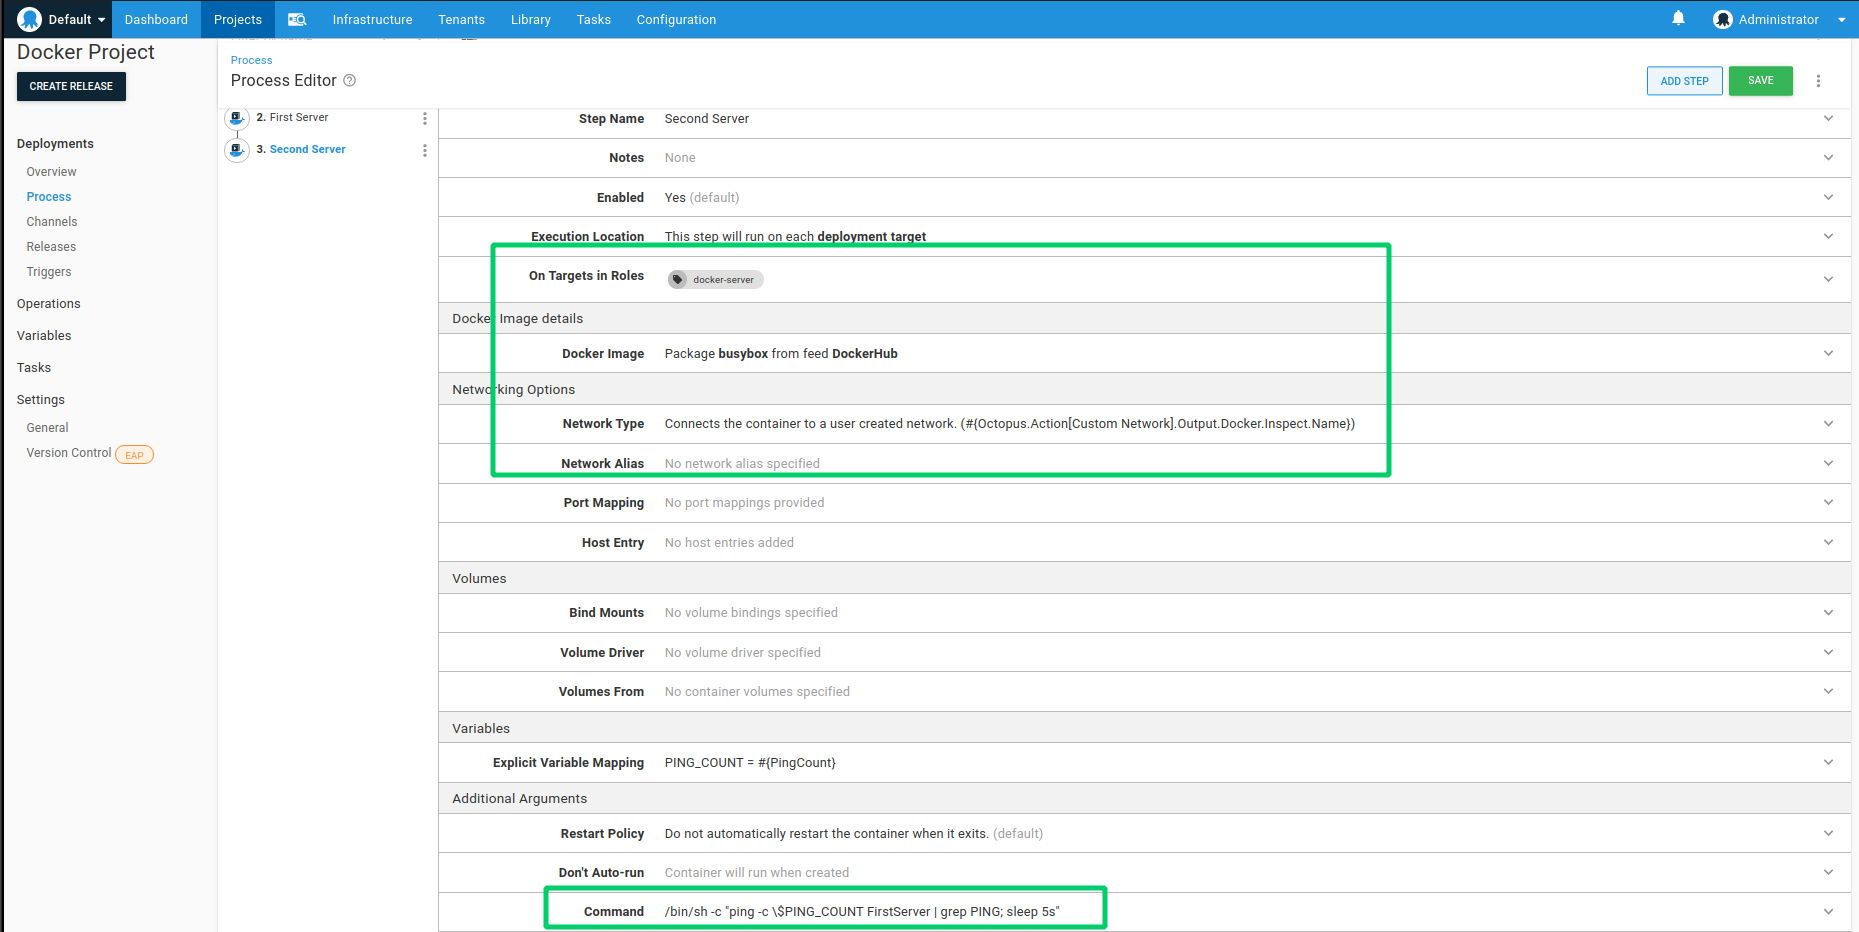 Default Dashboard Projects Infrastructure Tenants Library Tasks Configuration Administrator
Docker Project
CREATE RELEASE
Deployments
Overview
Process
Channels
Releases
Triggers
Operations
Variables
Tasks
Settings
General
Version Control EAP
Process
Process Editor ?
ADD STEP SAVE
2. First Server
3. Second Server
Step Name Second Server
Notes None
Enabled Yes (default)
Execution Location This step will run on each deployment target
On Targets in Roles docker-server
Docker Image details
Docker Image Package busybox from feed DockerHub
Networking Options
Network Type Connects the container to a user created network. (#{Octopus.Action[Custom Network].Output.Docker.Inspect.Name})
Network Alias No network alias specified
Port Mapping No port mappings provided
Host Entry No host entries added
Volumes
Bind Mounts No volume bindings specified
Volume Driver No volume driver specified
Volumes From No container volumes specified
Variables
Explicit Variable Mapping PING_COUNT = #{PingCount}
Additional Arguments
Restart Policy Do not automatically restart the container when it exits. (default)
Don't Auto-run Container will run when created
Command /bin/sh -c "ping -c \$PING_COUNT FirstServer | grep PING; sleep 5s"